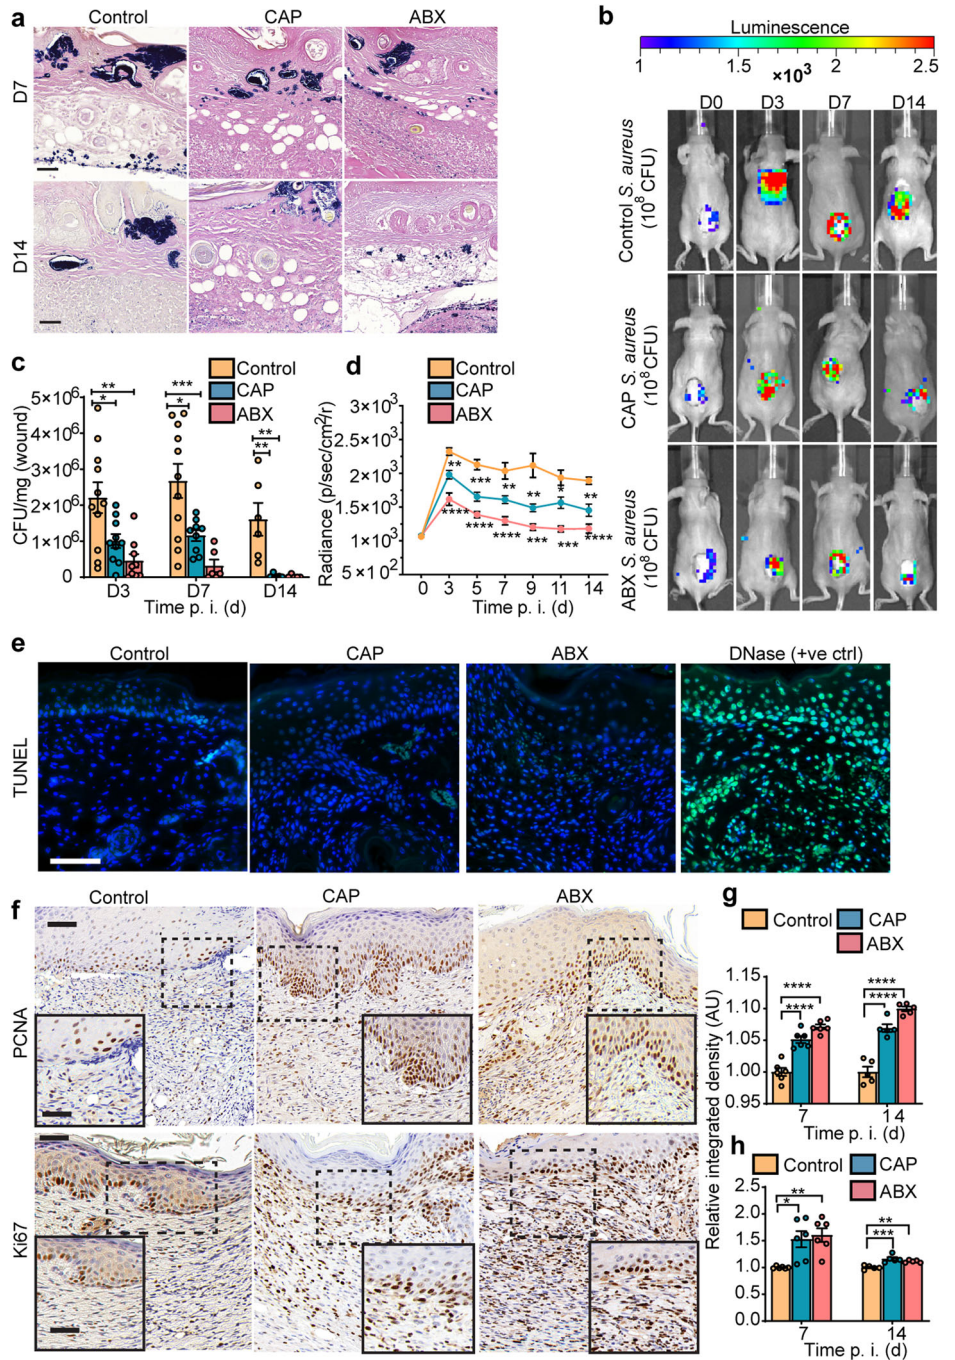 a
Control
CAP
ABX
D7
D14
b
Luminescence
1
1.5
×10³
2
2.5
D0
D3
D7
D14
Control S. aureus
(10⁸CFU)
CAP S. aureus
(10⁸CFU)
ABX S. aureus
(10⁸CFU)
c
Control
CAP
ABX
CFU/mg (wound)
5×10⁶
4×10⁶
3×10⁶
2×10⁶
1×10⁶
0
**
*
***
*
**
**
D3
D7
D14
Time p. i. (d)
d
Control
CAP
ABX
Radiance (p/sec/cm²/r)
3×10³
2.5×10³
2×10³
1.5×10³
1×10³
5×10²
**
***
**
**
*
**
****
****
****
***
***
****
0
3
5
7
9
11
14
Time p. i. (d)
e
Control
CAP
ABX
DNase (+ve ctrl)
TUNEL
f
Control
CAP
ABX
PCNA
Ki67
g
Control
CAP
ABX
Relative integrated density (AU)
1.15
1.10
1.05
1.00
0.95
****
****
****
****
7
14
Time p. i. (d)
h
Control
CAP
ABX
2.5
2.0
1.5
1.0
0.5
0.0
**
*
**
***
7
14
Time p. i. (d)